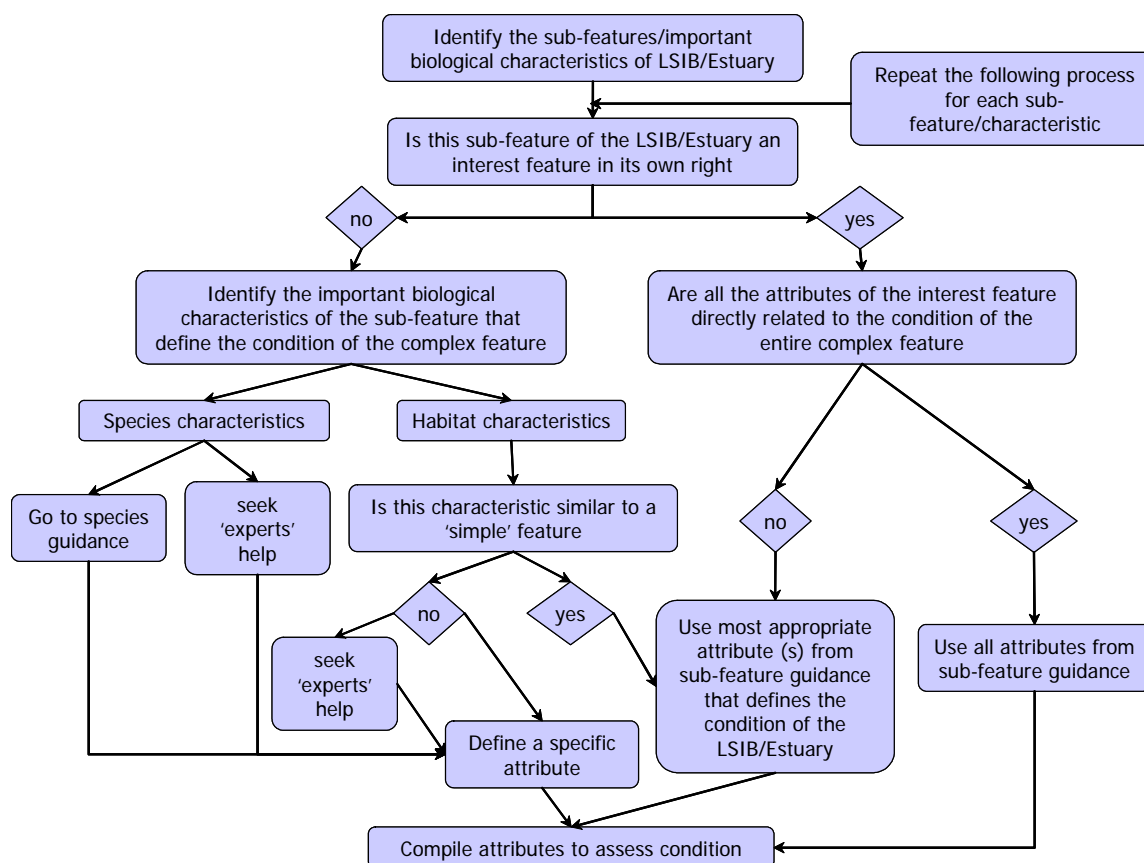 Identify the sub-features/important
biological characteristics of LSIB/Estuary
Repeat the following process
for each sub-
feature/characteristic
Is this sub-feature of the LSIB/Estuary an
interest feature in its own right
no
yes
Identify the important biological
characteristics of the sub-feature that
define the condition of the complex feature
Are all the attributes of the interest feature
directly related to the condition of the
entire complex feature
Species characteristics
Habitat characteristics
Go to species
guidance
seek
‘experts’
help
Is this characteristic similar to a
‘simple’ feature
no
yes
no
yes
seek
‘experts’
help
Define a specific
attribute
Use most appropriate
attribute (s) from
sub-feature guidance
that defines the
condition of the
LSIB/Estuary
Use all attributes from
sub-feature guidance
Compile attributes to assess condition